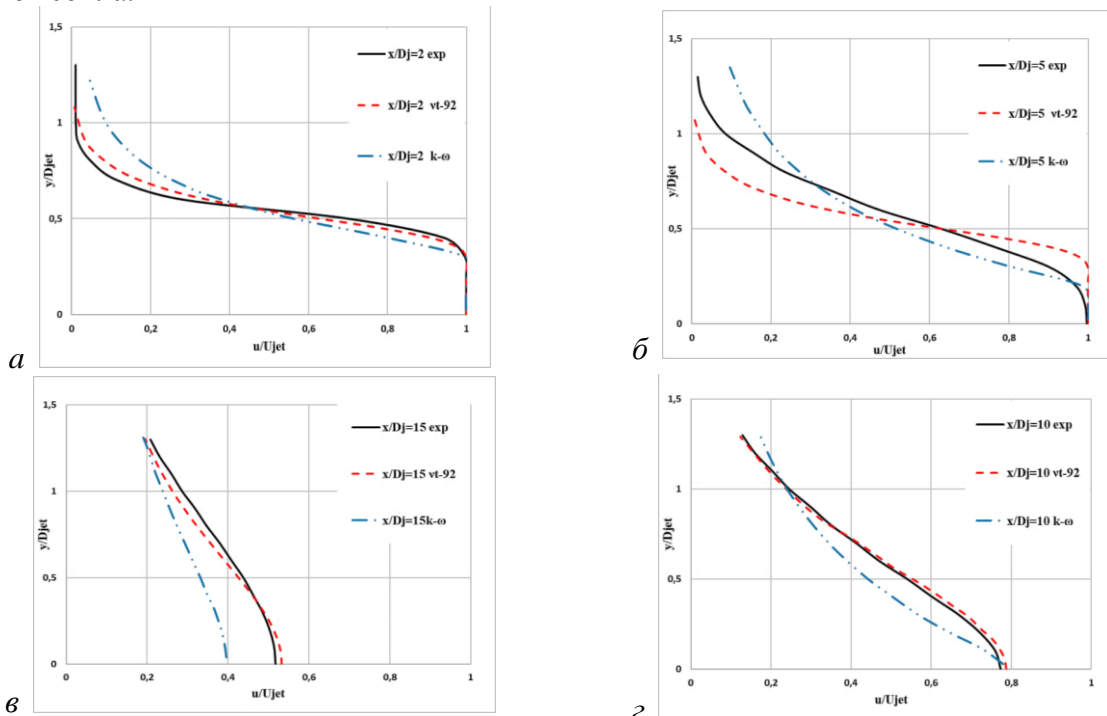 1,5
1
0,5
0
0
0,2
0,4
0,6
0,8
1
y/Djet
u/Ujet
x/Dj=2 exp
x/Dj=2 νt-92
x/Dj=2 k-ω
а
1,5
1
0,5
0
0
0,2
0,4
0,6
0,8
1
y/Djet
u/Ujet
x/Dj=5 exp
x/Dj=5 νt-92
x/Dj=5 k-ω
б
1,5
1
0,5
0
0
0,2
0,4
0,6
0,8
1
y/Djet
u/Ujet
x/Dj=15 exp
x/Dj=15 νt-92
x/Dj=15k-ω
в
1,5
1
0,5
0
0
0,2
0,4
0,6
0,8
1
y/Djet
u/Ujet
x/Dj=10 exp
x/Dj=10 νt-92
x/Dj=10 k-ω
г